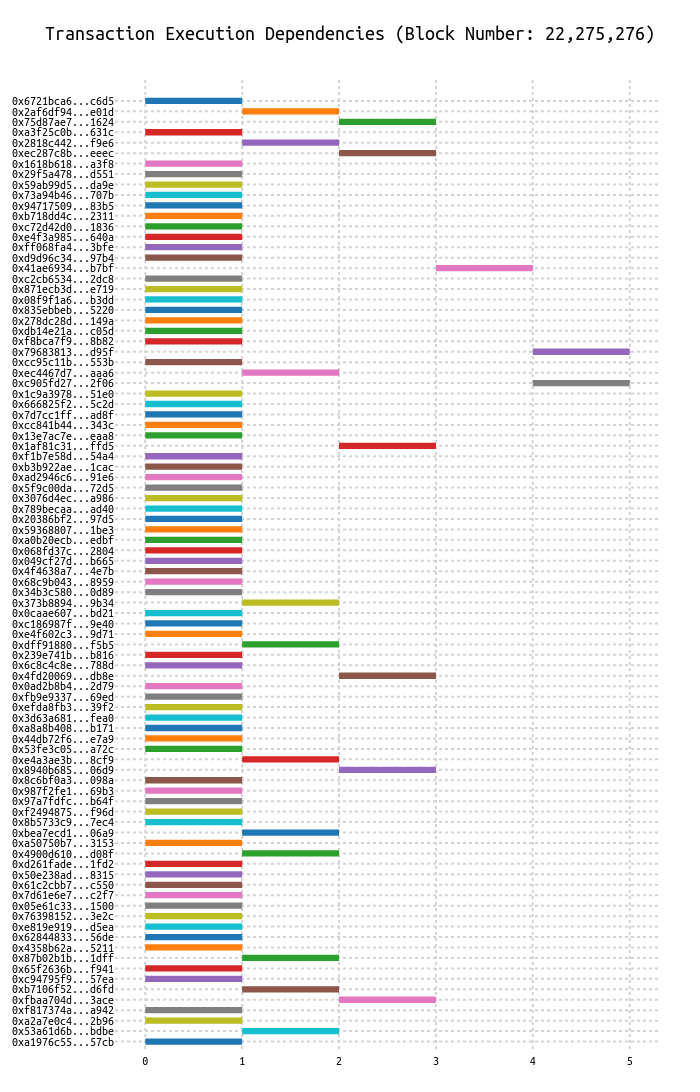 Transaction Execution Dependencies (Block Number: 22,275,276)
0x6721bca6...c6d5
0x2af6df94...e01d
0x75d87ae7...1624
0xa3f25c0b...631c
0x2818c442...f9e6
0xec287c8b...eeec
0x1618b618...a3f8
0x29f5a478...d551
0x59ab99d5...da9e
0x73a94b46...707b
0x94717509...83b5
0xb718dd4c...2311
0xc72d42d0...1836
0xe4f3a985...640a
0xff068fa4...3bfe
0xd9d96c34...97b4
0x41ae6934...b7bf
0xc2cb6534...2dc8
0x871ecb3d...e719
0x08f9f1a6...b3dd
0x835ebbeb...5220
0x278dc28d...149a
0xdb14e21a...c05d
0xf8bca7f9...8b82
0x79683813...d95f
0xcc95c11b...553b
0xec4467d7...aaa6
0xc905fd27...2f06
0x1c9a3978...51e0
0x666825f2...5c2d
0x7d7cc1ff...ad8f
0xcc841b44...343c
0x13e7ac7e...eaa8
0x1af81c31...ffd5
0xf1b7e58d...54a4
0xb3b922ae...1cac
0xad2946c6...91e6
0x5f9c00da...72d5
0x3076d4ec...a986
0x789becaa...ad40
0x20386bf2...97d5
0x59368807...1be3
0xa0b20ecb...edbf
0x068fd37c...2804
0x049cf27d...b665
0x4f4638a7...4e7b
0x68c9b043...8959
0x34b3c580...0d89
0x373b8894...9b34
0x0caae607...bd21
0xc186987f...9e40
0xe4f602c3...9d71
0xdff91880...f5b5
0x239e741b...b816
0x6c8c4c8e...788d
0x4fd20069...db8e
0x0ad2b8b4...2d79
0xfb9e9337...69ed
0xefda8fb3...39f2
0x3d63a681...fea0
0xa8a8b408...b171
0x44db72f6...e7a9
0x53fe3c05...a72c
0xe4a3ae3b...8cf9
0x8940b685...06d9
0x8c6bf0a3...098a
0x987f2fe1...69b3
0x97a7fdfc...b64f
0xf2494875...f96d
0x8b5733c9...7ec4
0xbea7ecd1...06a9
0xa50750b7...3153
0x4900d610...d08f
0xd261fade...1fd2
0x50e238ad...8315
0x61c2cbb7...c550
0x7d61e6e7...c2f7
0x05e61c33...1500
0x76398152...3e2c
0xe819e919...d5ea
0x62844833...56de
0x4358b62a...5211
0x87b02b1b...1dff
0x65f2636b...f941
0xc94795f9...57ea
0xb7106f52...d6fd
0xfbaa704d...3ace
0xf817374a...a942
0xa2a7e0c4...2b96
0x53a61d6b...bdbe
0xa1976c55...57cb
0 1 2 3 4 5